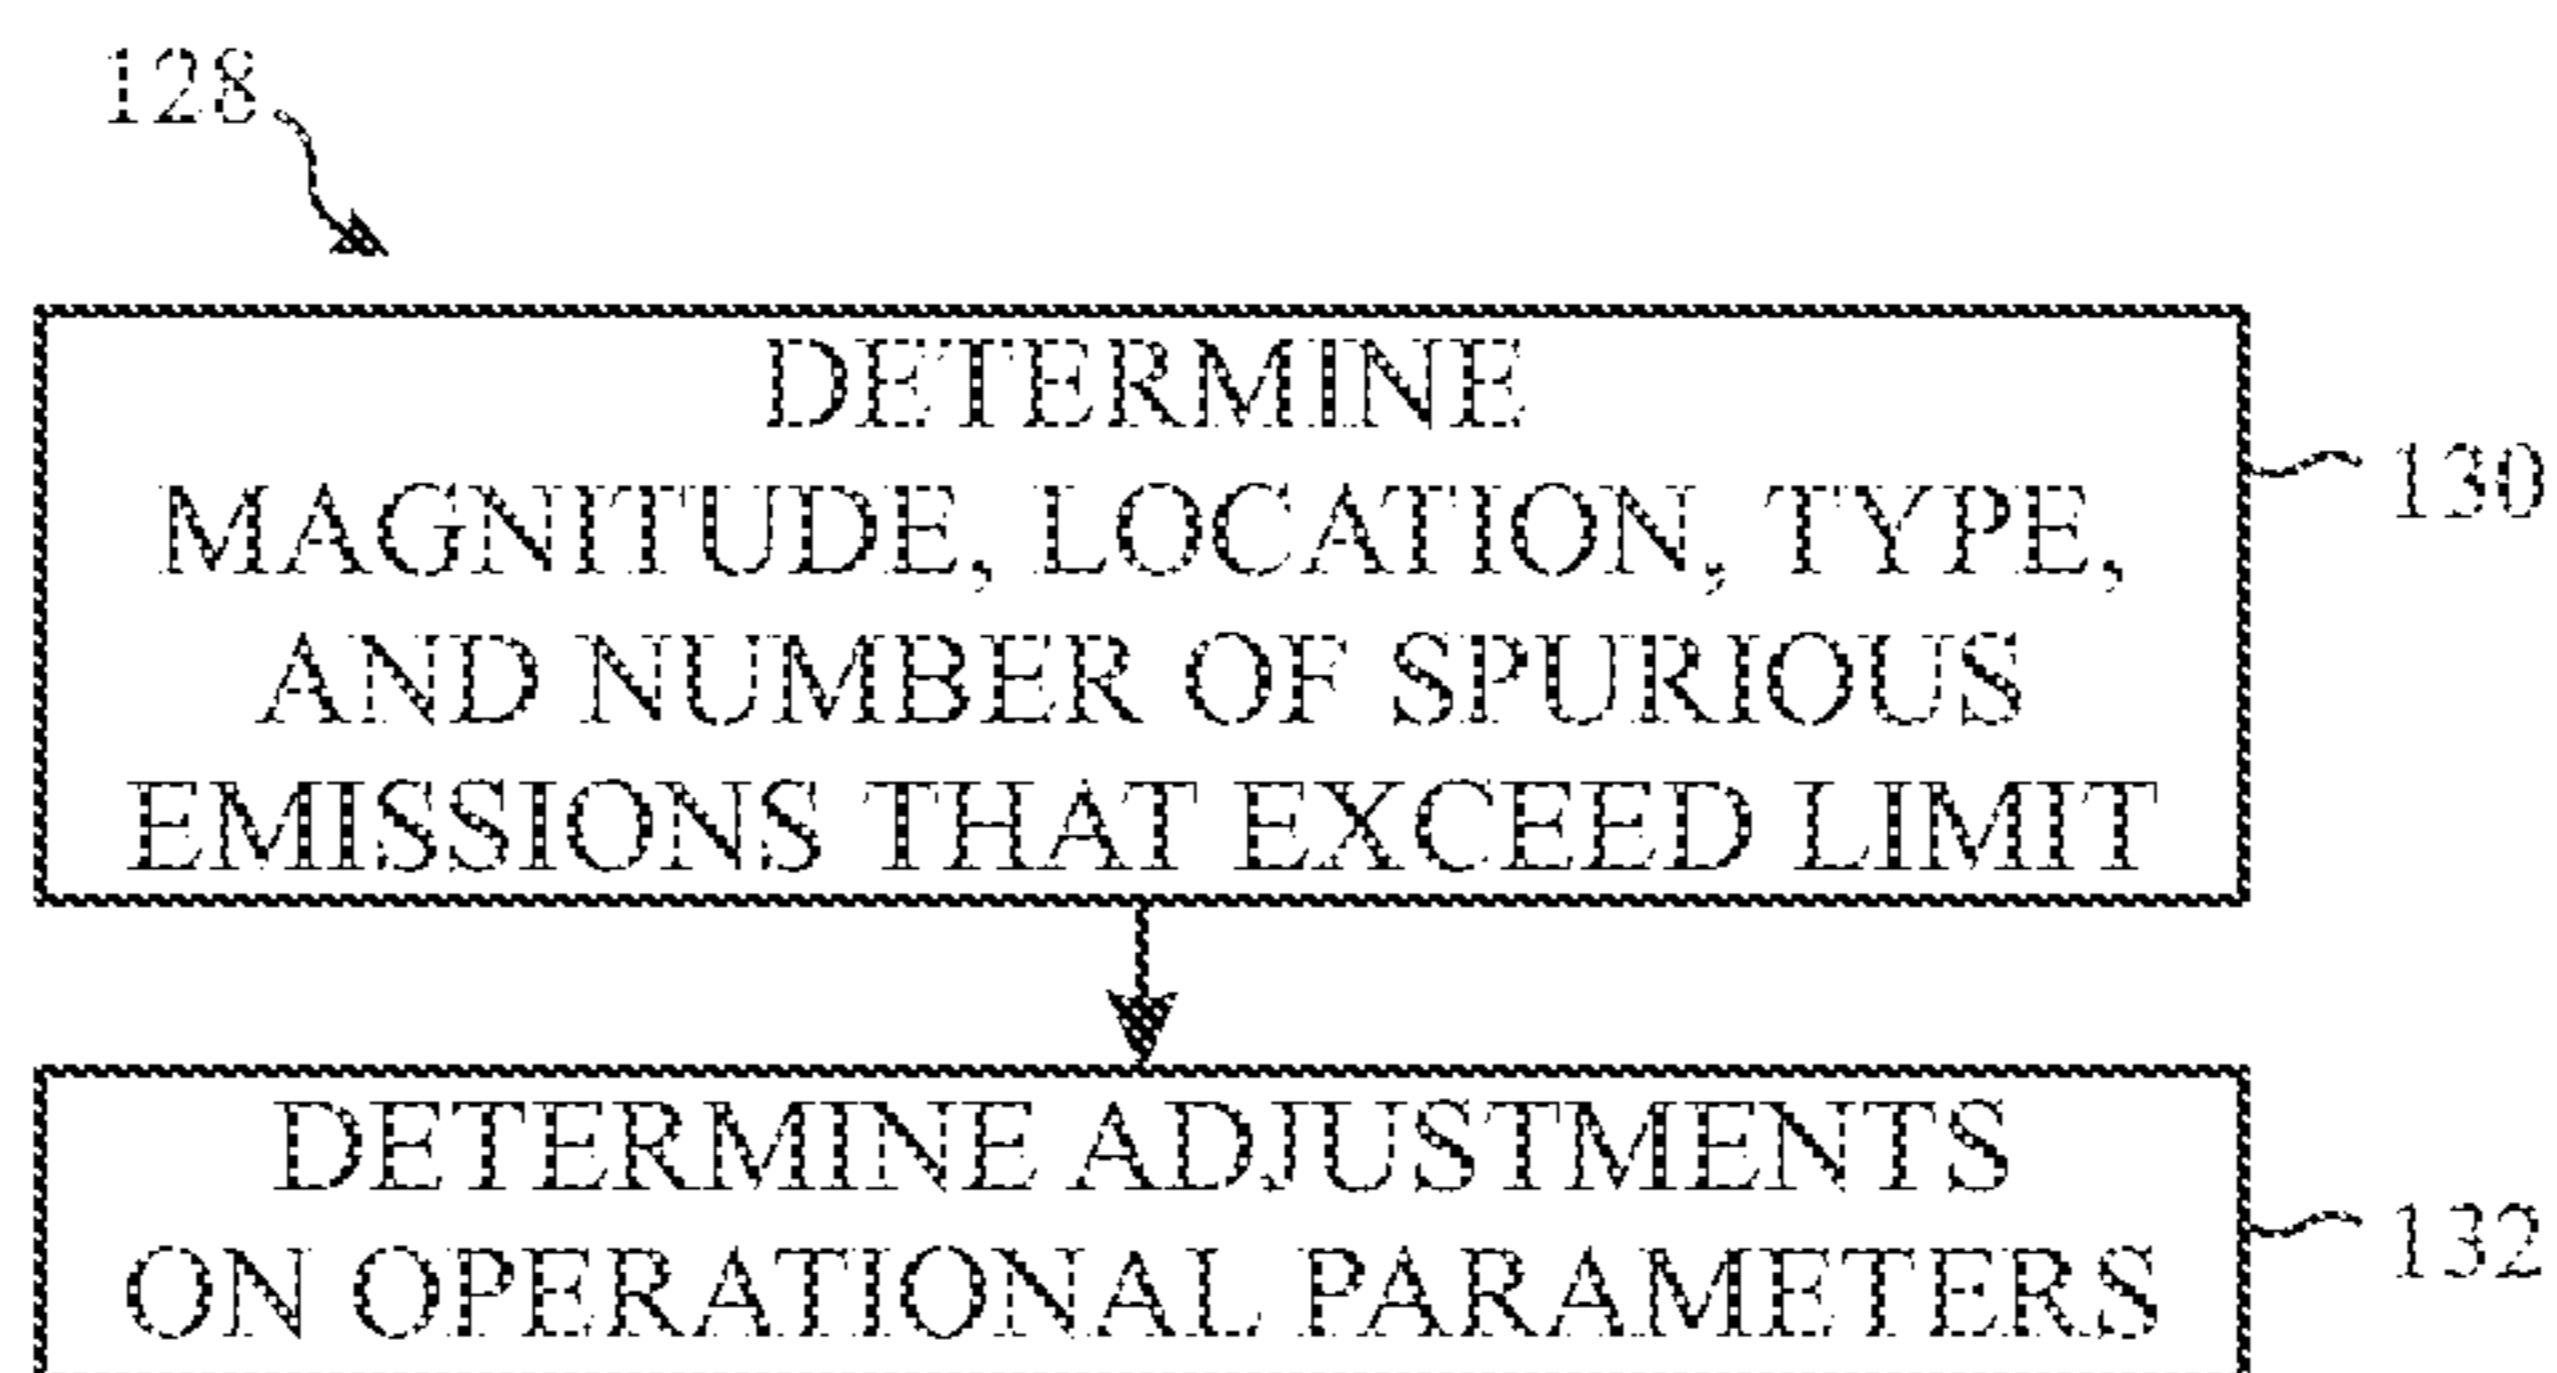 128
DETERMINE
MAGNITUDE, LOCATION, TYPE,
130
AND NUMBER OF SPURIOUS
EMISSIONS THAT EXCEED LIMIT
DETERMINE ADJUSTMENTS
132
ON OPERATIONAL PARAMETERS